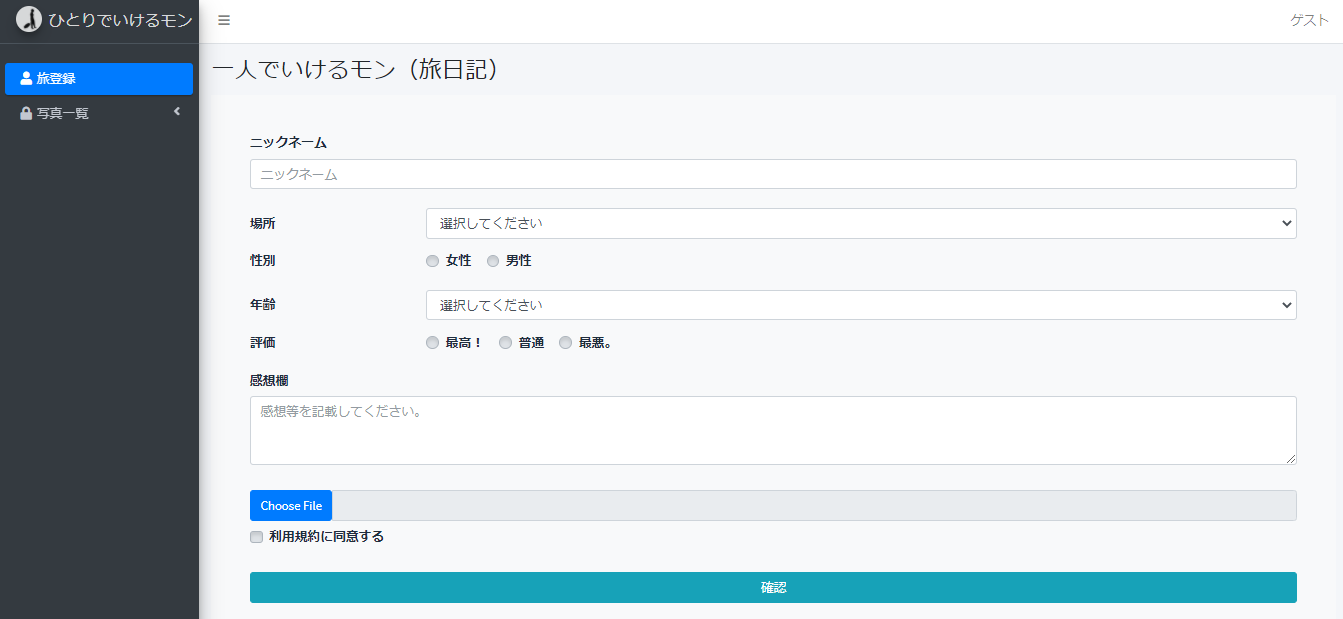 ひとりでいけるモン
ゲスト
旅登録
写真一覧
一人でいけるモン（旅日記）
ニックネーム
ニックネーム
場所 選択してください
性別 女性 男性
年齢 選択してください
評価 最高！ 普通 最悪。
感想欄
感想等を記載してください。
Choose File
利用規約に同意する
確認